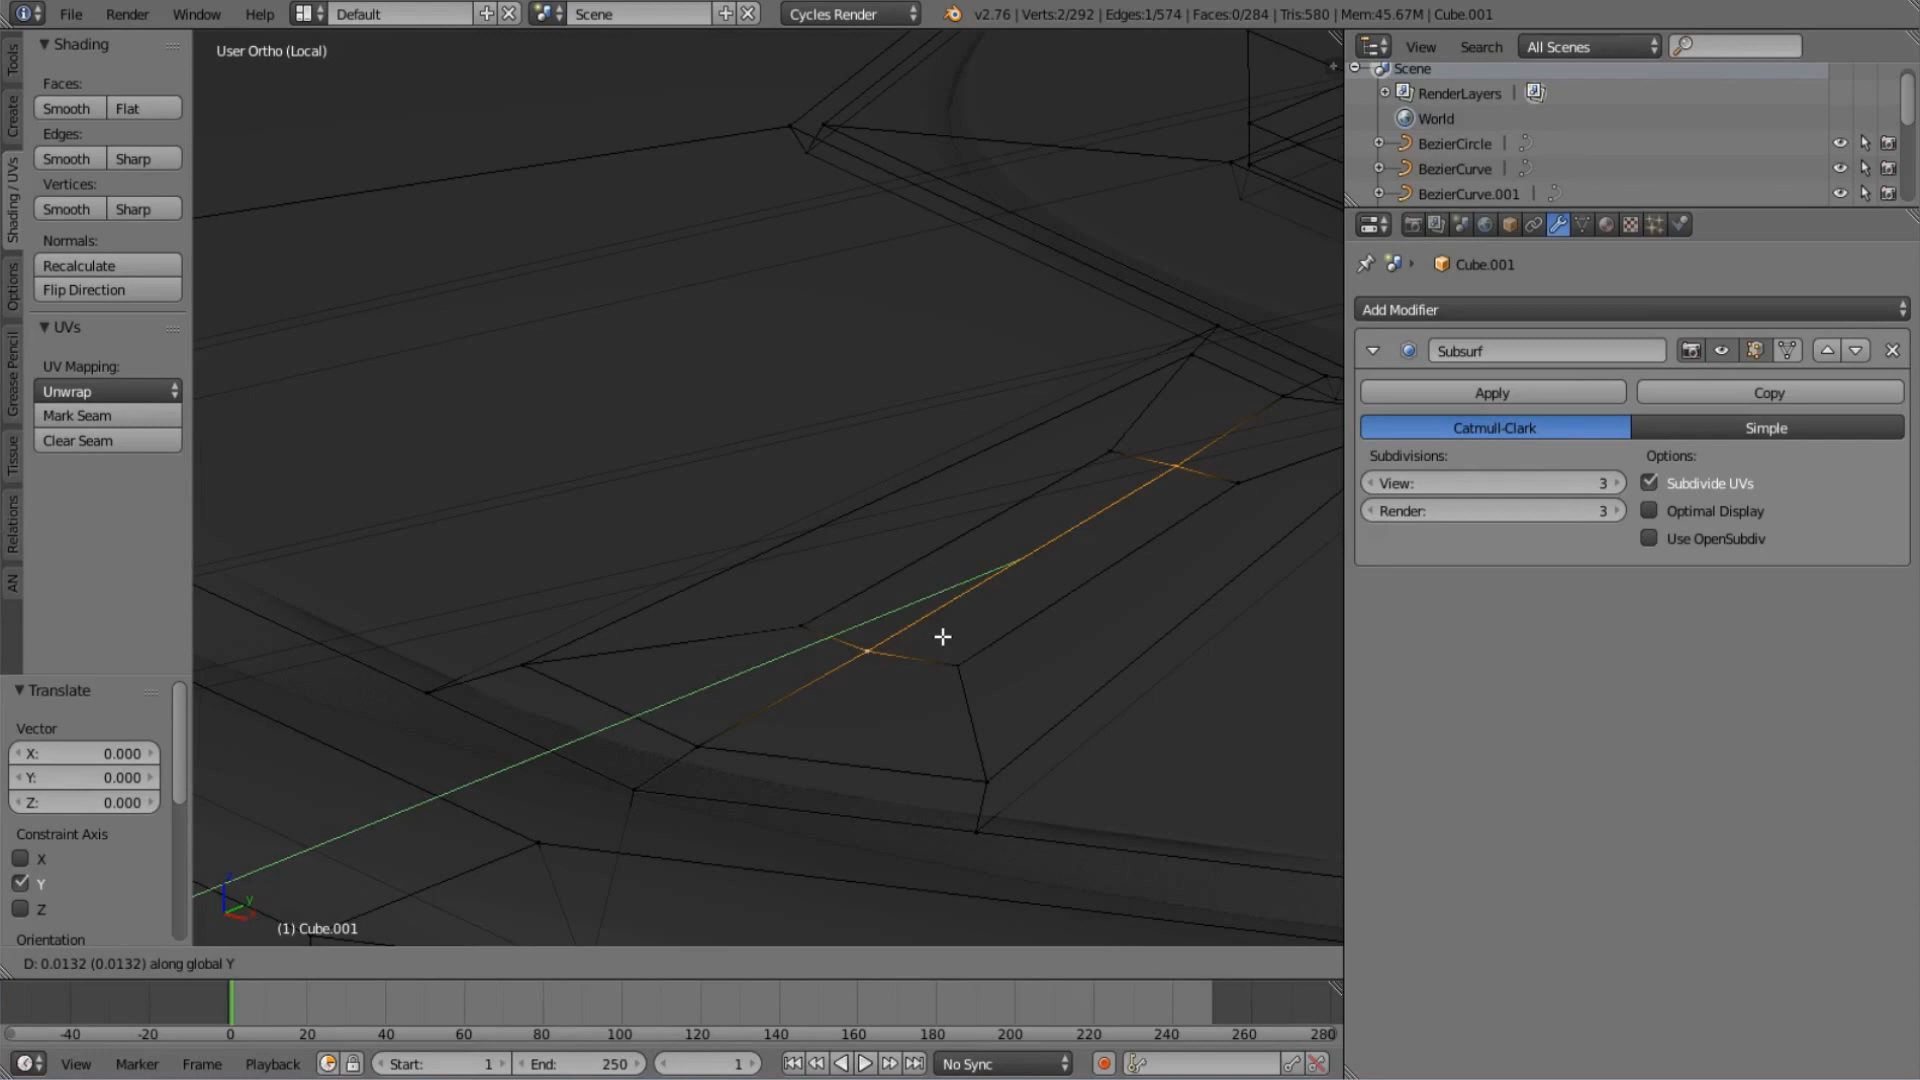 File Render Window Help Default Scene Cycles Render v2.76 | Verts:2/292 | Edges:1/574 | Faces:0/284 | Tris:580 | Mem:45.67M | Cube.001
Tools
Create
Shading / UVs
Options
Grease Pencil
Tissue
Relations
AN
Shading
Faces:
Smooth Flat
Edges:
Smooth Sharp
Vertices:
Smooth Sharp
Normals:
Recalculate
Flip Direction
UVs
UV Mapping:
Unwrap
Mark Seam
Clear Seam
Translate
Vector
X: 0.000
Y: 0.000
Z: 0.000
Constraint Axis
X
Y
Z
Orientation
User Ortho (Local)
y
(1) Cube.001
D: 0.0132 (0.0132) along global Y
View Search All Scenes
Scene
RenderLayers |
World
BezierCircle |
BezierCurve |
BezierCurve.001 |
Cube.001
Add Modifier
Subsurf
Apply Copy
Catmull-Clark Simple
Subdivisions: Options:
View: 3 Subdivide UVs
Render: 3 Optimal Display
Use OpenSubdiv
-40 -20 0 20 40 60 80 100 120 140 160 180 200 220 240 260 280
View Marker Frame Playback Start: 1 End: 250 1 No Sync